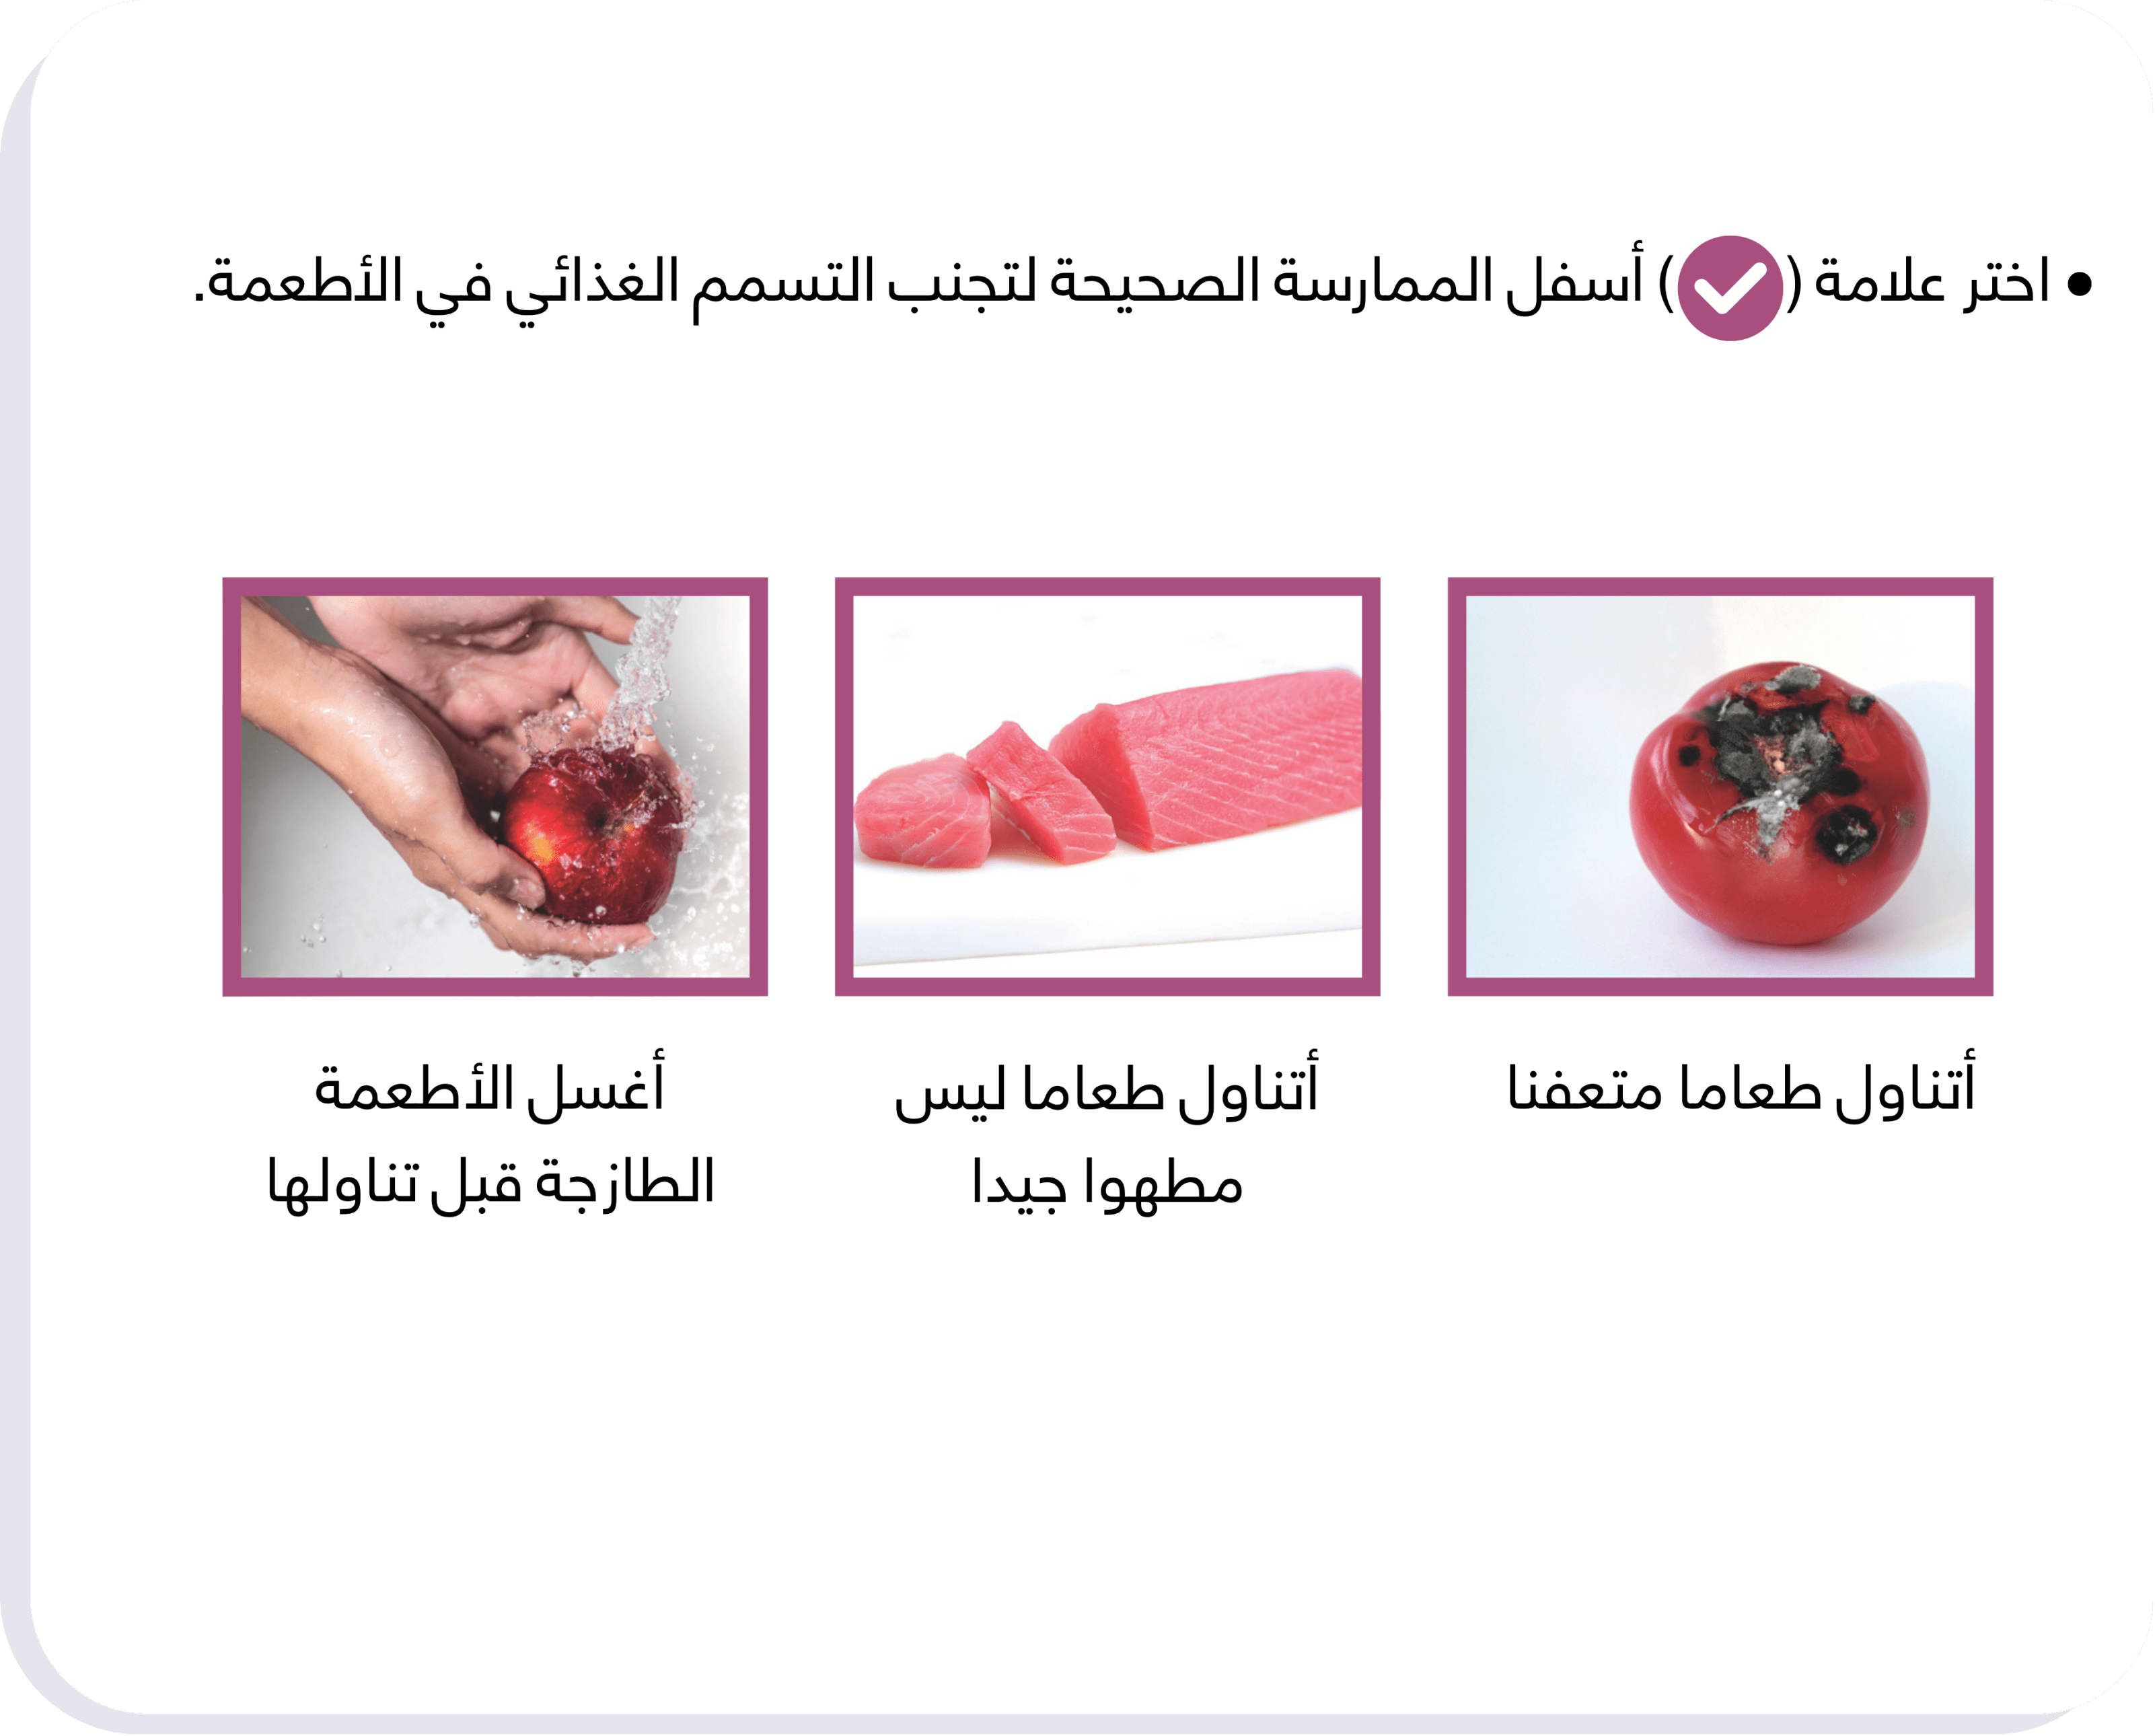 • اختر علامة (✓) أسفل الممارسة الصحيحة لتجنب التسمم الغذائي في الأطعمة.
أتناول طعاما متعفنا
أتناول طعاما ليس
مطهوا جيدا
أغسل الأطعمة
الطازجة قبل تناولها